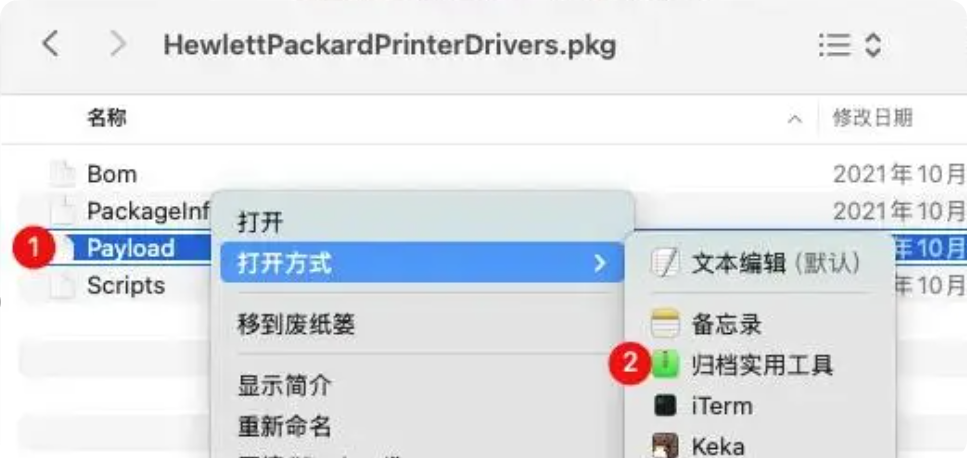 HewlettPackardPrinterDrivers.pkg
名称 修改日期
Bom 2021年10月
PackageInf 2021年10月
打开
1 Payload 年10月
打开方式
文本编辑 (默认)
Scripts 年10月
移到废纸篓
备忘录
2 归档实用工具
显示简介
iTerm
重新命名
Keka